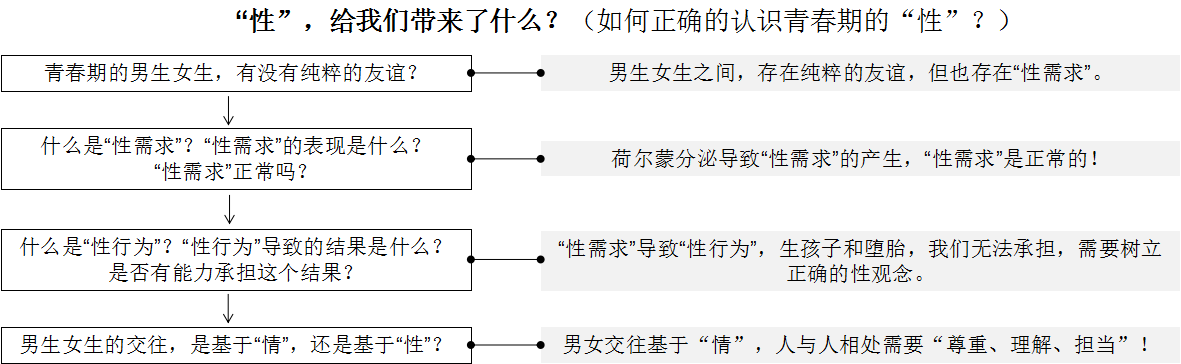 “性”，给我们带来了什么？（如何正确的认识青春期的“性”？）
青春期的男生女生，有没有纯粹的友谊？
男生女生之间，存在纯粹的友谊，但也存在“性需求”。
什么是“性需求”？“性需求”的表现是什么？
“性需求”正常吗？
荷尔蒙分泌导致“性需求”的产生，“性需求”是正常的！
什么是“性行为”？“性行为”导致的结果是什么？
是否有能力承担这个结果？
“性需求”导致“性行为”，生孩子和堕胎，我们无法承担，需要树立
正确的性观念。
男生女生的交往，是基于“情”，还是基于“性”？
男女交往基于“情”，人与人相处需要“尊重、理解、担当”！